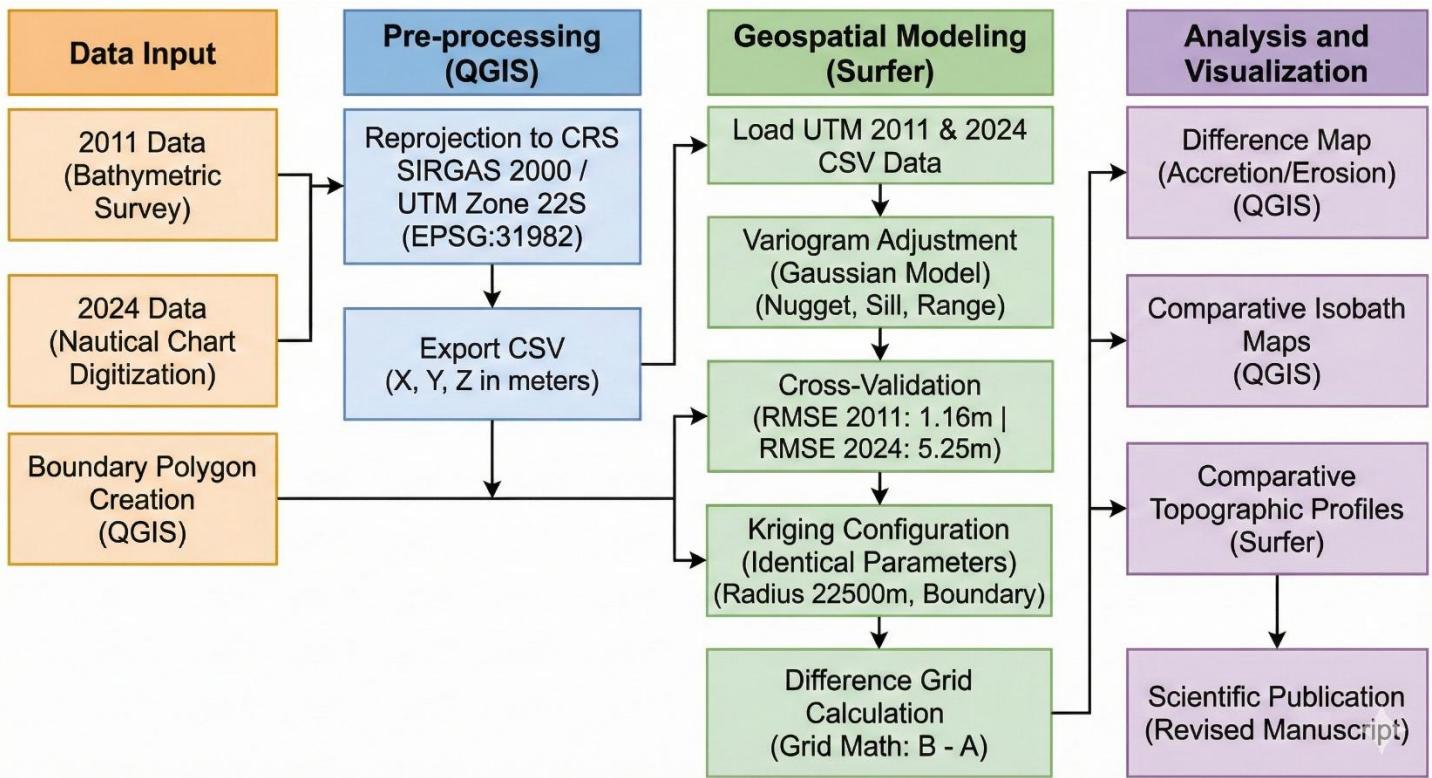 Data Input
2011 Data
(Bathymetric
Survey)
2024 Data
(Nautical Chart
Digitization)
Boundary Polygon
Creation
(QGIS)
Pre-processing
(QGIS)
Reprojection to CRS
SIRGAS 2000 /
UTM Zone 22S
(EPSG:31982)
Export CSV
(X, Y, Z in meters)
Geospatial Modeling
(Surfer)
Load UTM 2011 & 2024
CSV Data
Variogram Adjustment
(Gaussian Model)
(Nugget, Sill, Range)
Cross-Validation
(RMSE 2011: 1.16m |
RMSE 2024: 5.25m)
Kriging Configuration
(Identical Parameters)
(Radius 22500m, Boundary)
Difference Grid
Calculation
(Grid Math: B - A)
Analysis and
Visualization
Difference Map
(Accretion/Erosion)
(QGIS)
Comparative Isobath
Maps
(QGIS)
Comparative
Topographic Profiles
(Surfer)
Scientific Publication
(Revised Manuscript)